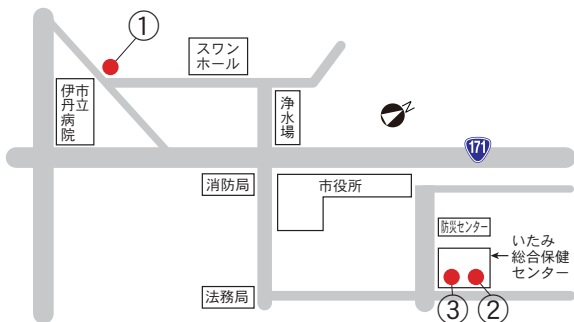 ①
スワン
ホール
市立
伊丹病院
浄水場
N
171
消防局
市役所
防災センター
いたみ
総合保健
センター
法務局
③
②